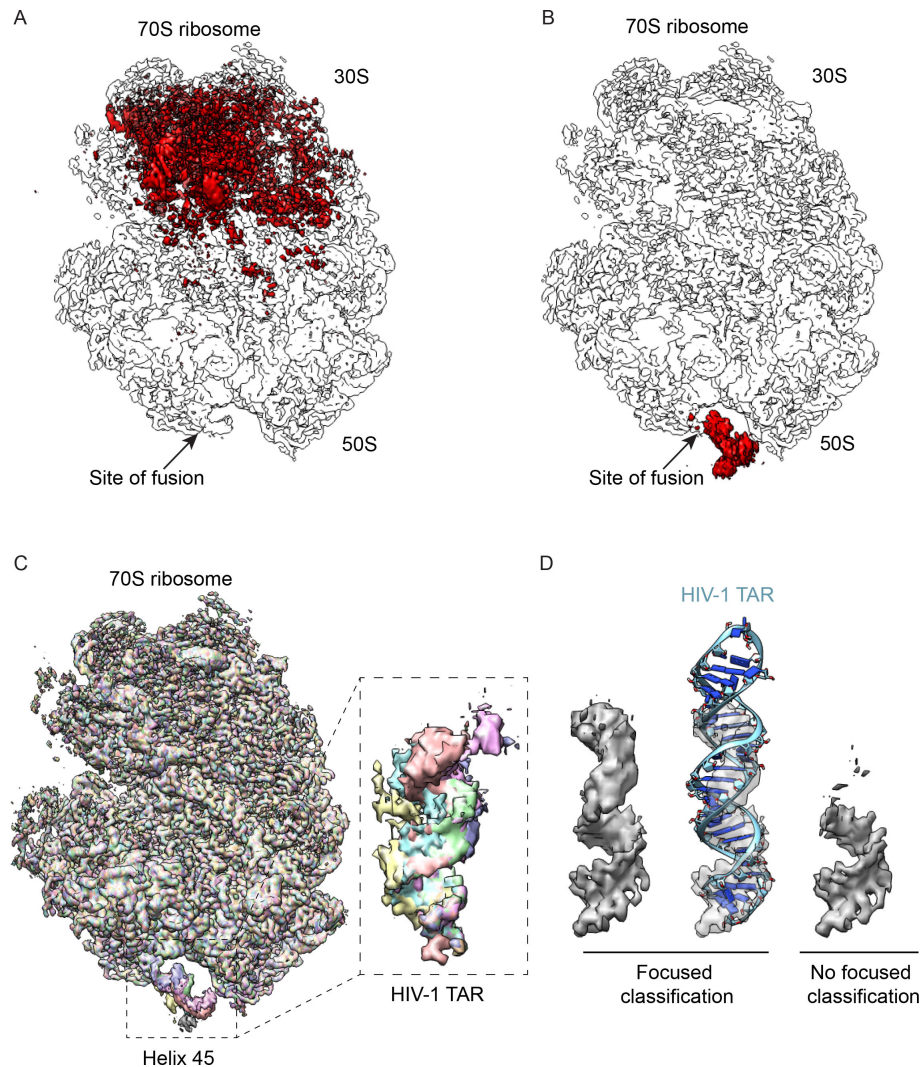 A
70S ribosome
30S
50S
Site of fusion
B
70S ribosome
30S
50S
Site of fusion
C
70S ribosome
Helix 45
HIV-1 TAR
D
HIV-1 TAR
Focused
classification
No focused
classification